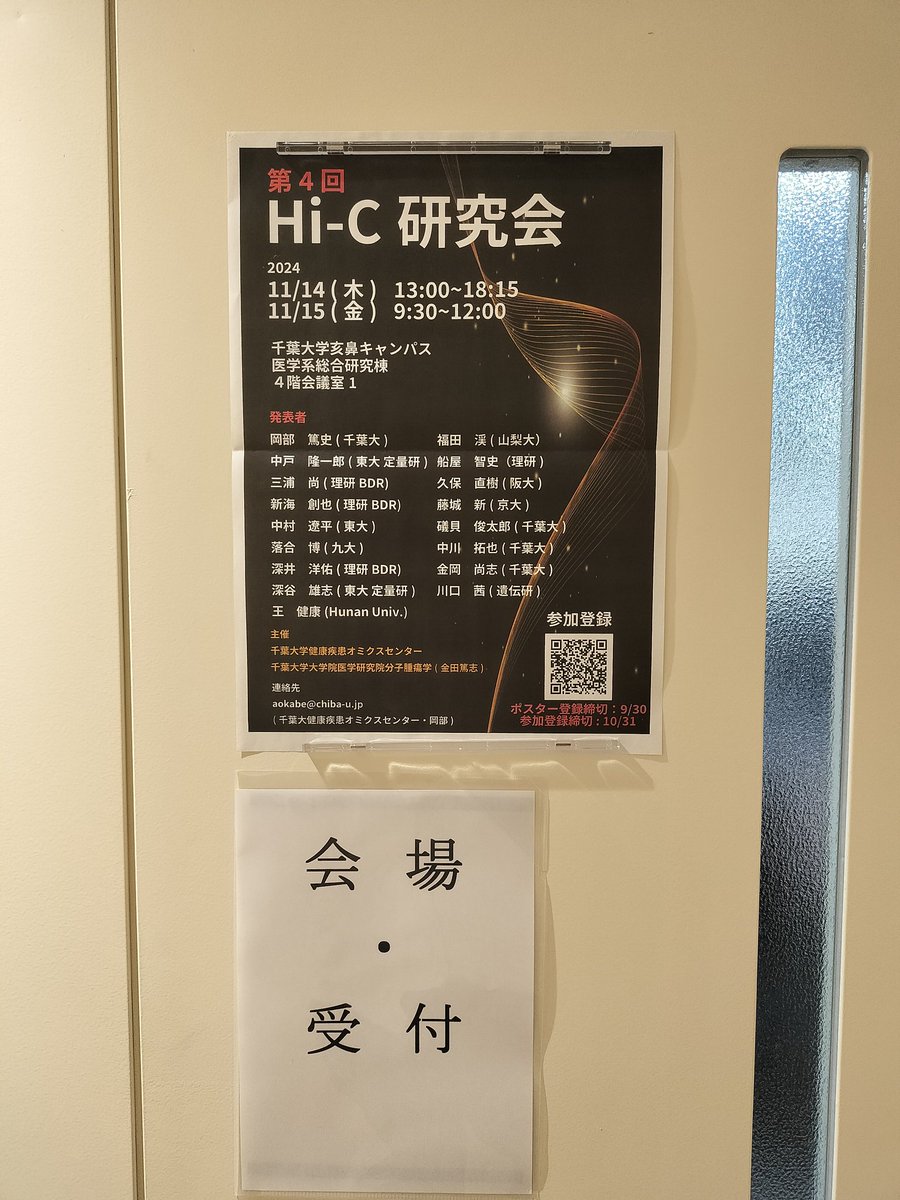 第4回
Hi-C 研究会
2024
11/14 ( 木 ) 13:00~18:15
11/15 ( 金 ) 9:30~12:00
千葉大学亥鼻キャンパス
医学系総合研究棟
４階会議室 1
発表者
岡部　篤史 ( 千葉大 )　福田　渓 ( 山梨大）
中戸　隆一郎 ( 東大 定量研 )　船屋　智史（理研 )
三浦　尚 ( 理研 BDR)　久保　直樹 ( 阪大 )
新海　創也 ( 理研 BDR)　藤城　新 ( 京大 )
中村　遼平 ( 東大 )　礒貝　俊太郎 ( 千葉大 )
落合　博 ( 九大 )　中川　拓也 ( 千葉大 )
深井　洋佑 ( 理研 BDR)　金岡　尚志 ( 千葉大 )
深谷　雄志 ( 東大 定量研 )　川口　茜 ( 遺伝研 )
王　健康 (Hunan Univ.)
主催
千葉大学健康疾患オミクスセンター
千葉大学大学院医学研究院分子腫瘍学 ( 金田篤志 )
連絡先
aokabe@chiba-u.jp
( 千葉大健康疾患オミクスセンター・岡部 )
参加登録
ポスター登録締切：9/30
参加登録締切 : 10/31
会 場
・
受 付